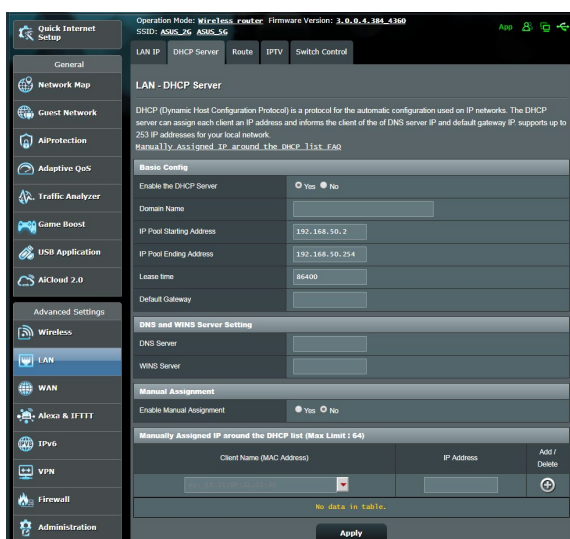 Operation Mode: Wireless router Firmware Version: 3.0.0.4.384_4360
SSID: ASUS_2G ASUS_5G
App
Quick Internet
Setup
General
Network Map
Guest Network
AiProtection
Adaptive QoS
Traffic Analyzer
Game Boost
USB Application
AiCloud 2.0
Advanced Settings
Wireless
LAN
WAN
Alexa & IFTTT
IPv6
VPN
Firewall
Administration
LAN IP DHCP Server Route IPTV Switch Control
LAN - DHCP Server
DHCP (Dynamic Host Configuration Protocol) is a protocol for the automatic configuration used on IP networks. The DHCP
server can assign each client an IP address and informs the client of the of DNS server IP and default gateway IP. supports up to
253 IP addresses for your local network.
Manually Assigned IP around the DHCP list FAQ
Basic Config
Enable the DHCP Server Yes No
Domain Name
IP Pool Starting Address 192.168.50.2
IP Pool Ending Address 192.168.50.254
Lease time 86400
Default Gateway
DNS and WINS Server Setting
DNS Server
WINS Server
Manual Assignment
Enable Manual Assignment Yes No
Manually Assigned IP around the DHCP list (Max Limit : 64)
Client Name (MAC Address) IP Address Add /
Delete
No data in table.
Apply